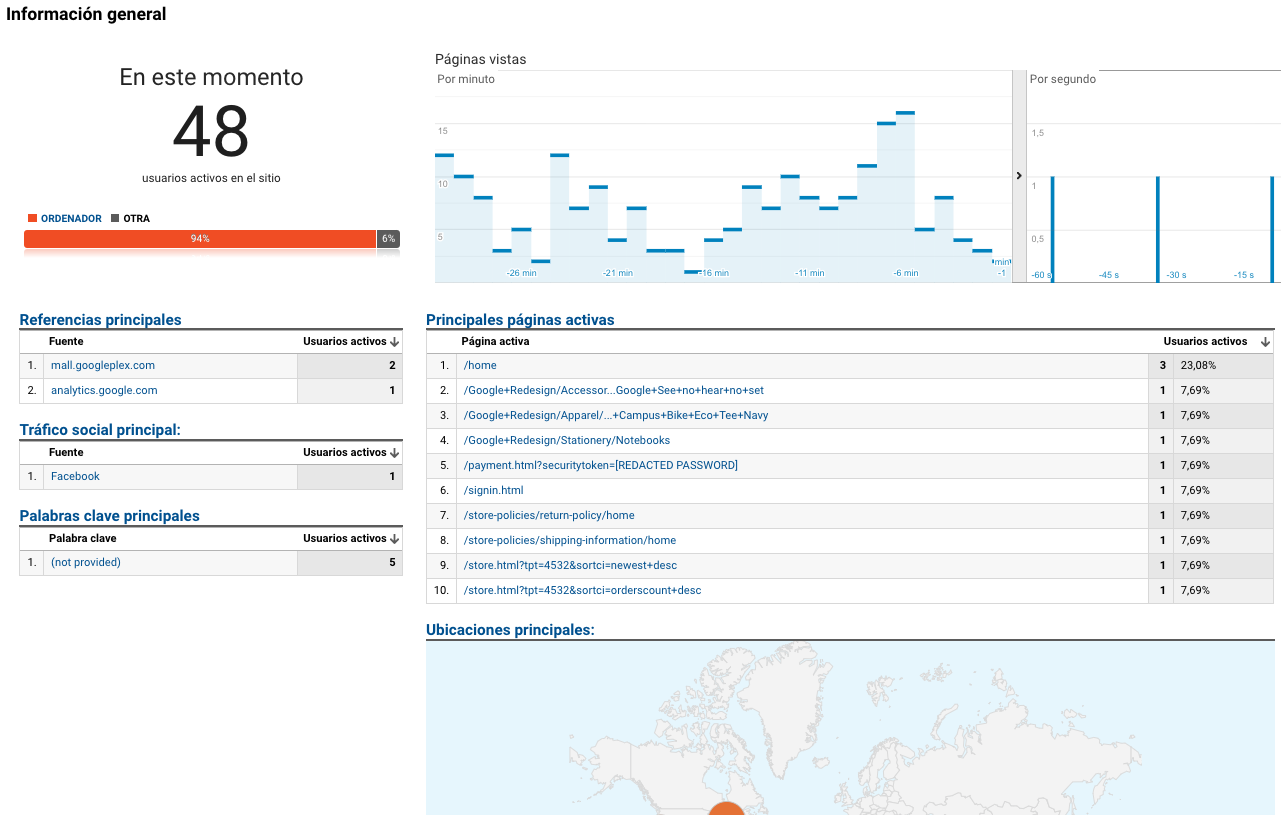 Información general
En este momento
48
usuarios activos en el sitio
ORDENADOR OTRA
94% 6%
Páginas vistas
Por minuto
15
10
5
-26 min -21 min -16 min -11 min -6 min min -1
Por segundo
1,5
1
0,5
-60 s -45 s -30 s -15 s
Referencias principales
Fuente Usuarios activos
1. mall.googleplex.com 2
2. analytics.google.com 1
Tráfico social principal:
Fuente Usuarios activos
1. Facebook 1
Palabras clave principales
Palabra clave Usuarios activos
1. (not provided) 5
Principales páginas activas
Página activa Usuarios activos
1. /home 3 23,08%
2. /Google+Redesign/Accessor...Google+See+no+hear+no+set 1 7,69%
3. /Google+Redesign/Apparel/...+Campus+Bike+Eco+Tee+Navy 1 7,69%
4. /Google+Redesign/Stationery/Notebooks 1 7,69%
5. /payment.html?securitytoken=[REDACTED PASSWORD] 1 7,69%
6. /signin.html 1 7,69%
7. /store-policies/return-policy/home 1 7,69%
8. /store-policies/shipping-information/home 1 7,69%
9. /store.html?tpt=4532&sortci=newest+desc 1 7,69%
10. /store.html?tpt=4532&sortci=orderscount+desc 1 7,69%
Ubicaciones principales: